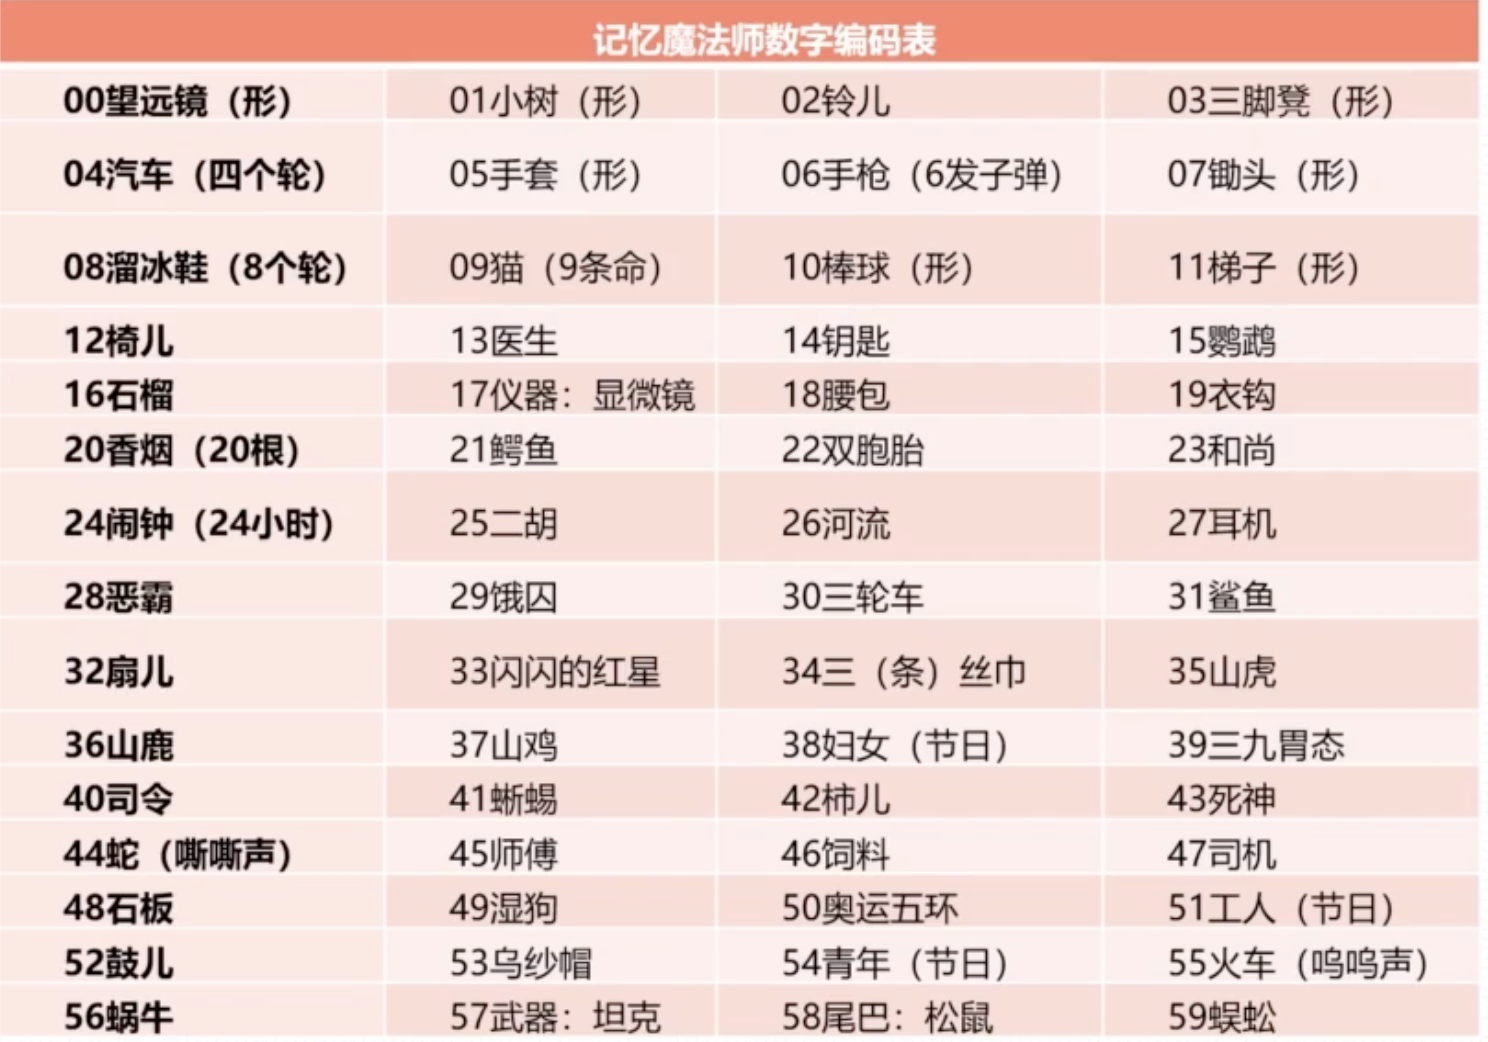 记忆魔法师数字编码表
00望远镜（形） 01小树（形） 02铃儿 03三脚凳（形）
04汽车（四个轮） 05手套（形） 06手枪（6发子弹） 07锄头（形）
08溜冰鞋（8个轮） 09猫（9条命） 10棒球（形） 11梯子（形）
12椅儿 13医生 14钥匙 15鹦鹉
16石榴 17仪器：显微镜 18腰包 19衣钩
20香烟（20根） 21鳄鱼 22双胞胎 23和尚
24闹钟（24小时） 25二胡 26河流 27耳机
28恶霸 29饿囚 30三轮车 31鲨鱼
32扇儿 33闪闪的红星 34三（条）丝巾 35山虎
36山鹿 37山鸡 38妇女（节日） 39三九胃态
40司令 41蜥蜴 42柿儿 43死神
44蛇（嘶嘶声） 45师傅 46饲料 47司机
48石板 49湿狗 50奥运五环 51工人（节日）
52鼓儿 53乌纱帽 54青年（节日） 55火车（呜呜声）
56蜗牛 57武器：坦克 58尾巴：松鼠 59蜈蚣